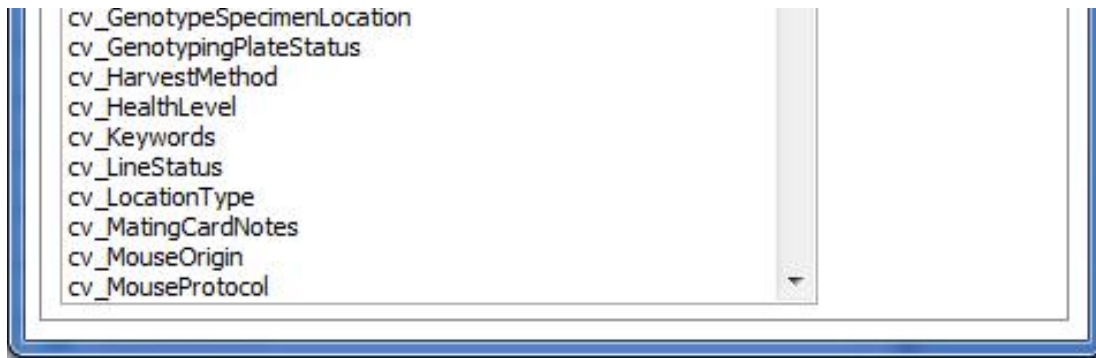 cv_GenotypeSpecimenLocation
cv_GenotypingPlateStatus
cv_HarvestMethod
cv_HealthLevel
cv_Keywords
cv_LineStatus
cv_LocationType
cv_MatingCardNotes
cv_MouseOrigin
cv_MouseProtocol